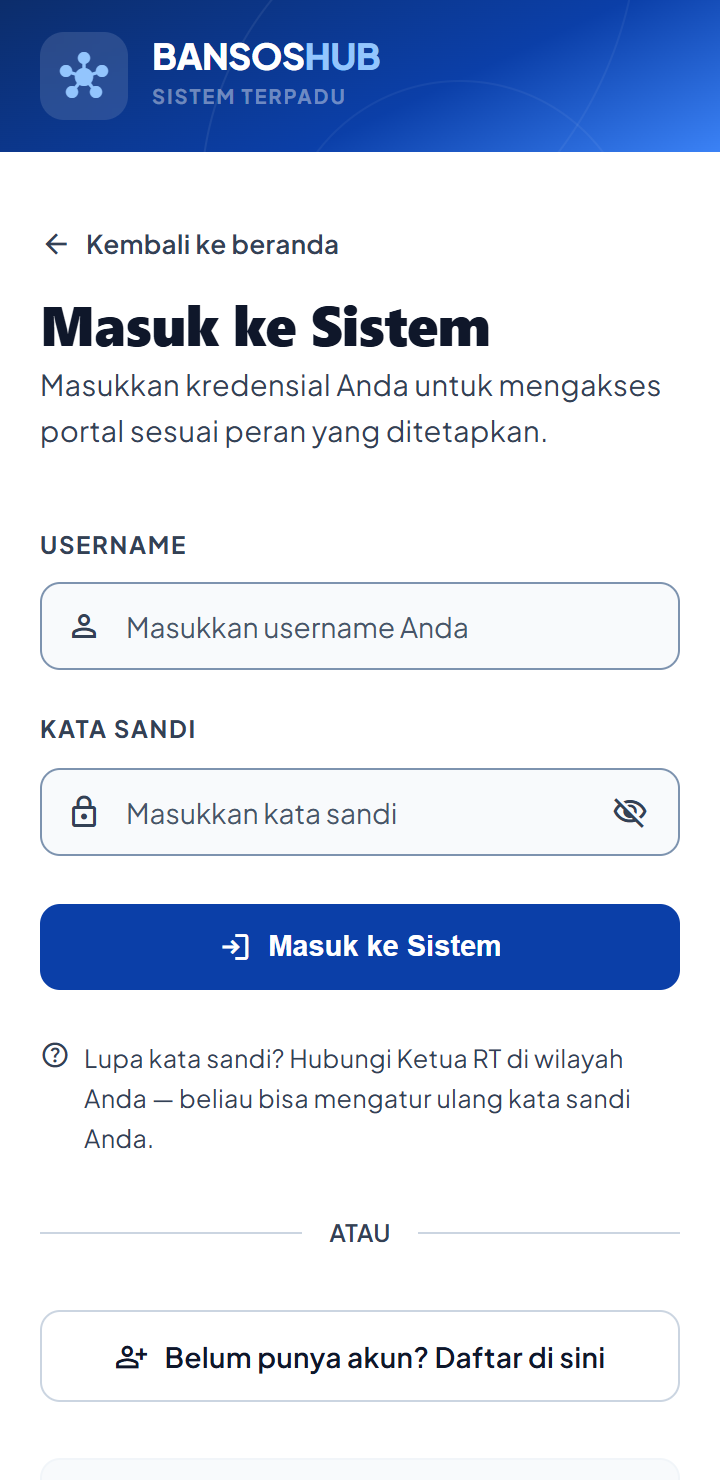 BANSOSHUB
SISTEM TERPADU
Kembali ke beranda
Masuk ke Sistem
Masukkan kredensial Anda untuk mengakses
portal sesuai peran yang ditetapkan.
USERNAME
Masukkan username Anda
KATA SANDI
Masukkan kata sandi
Masuk ke Sistem
Lupa kata sandi? Hubungi Ketua RT di wilayah
Anda — beliau bisa mengatur ulang kata sandi
Anda.
ATAU
Belum punya akun? Daftar di sini